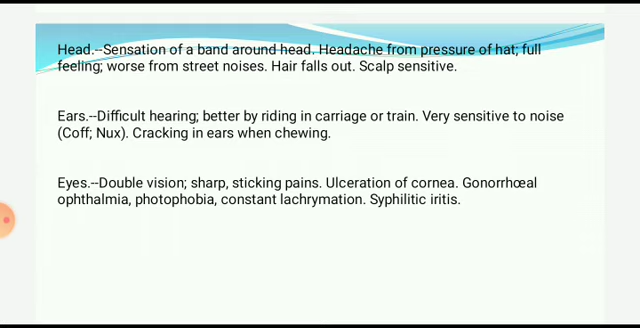 Head.--Sensation of a band around head. Headache from pressure of hat; full
feeling; worse from street noises. Hair falls out. Scalp sensitive.
Ears.--Difficult hearing; better by riding in carriage or train. Very sensitive to noise
(Coff; Nux). Cracking in ears when chewing.
Eyes.--Double vision; sharp, sticking pains. Ulceration of cornea. Gonorrhœal
ophthalmia, photophobia, constant lachrymation. Syphilitic iritis.